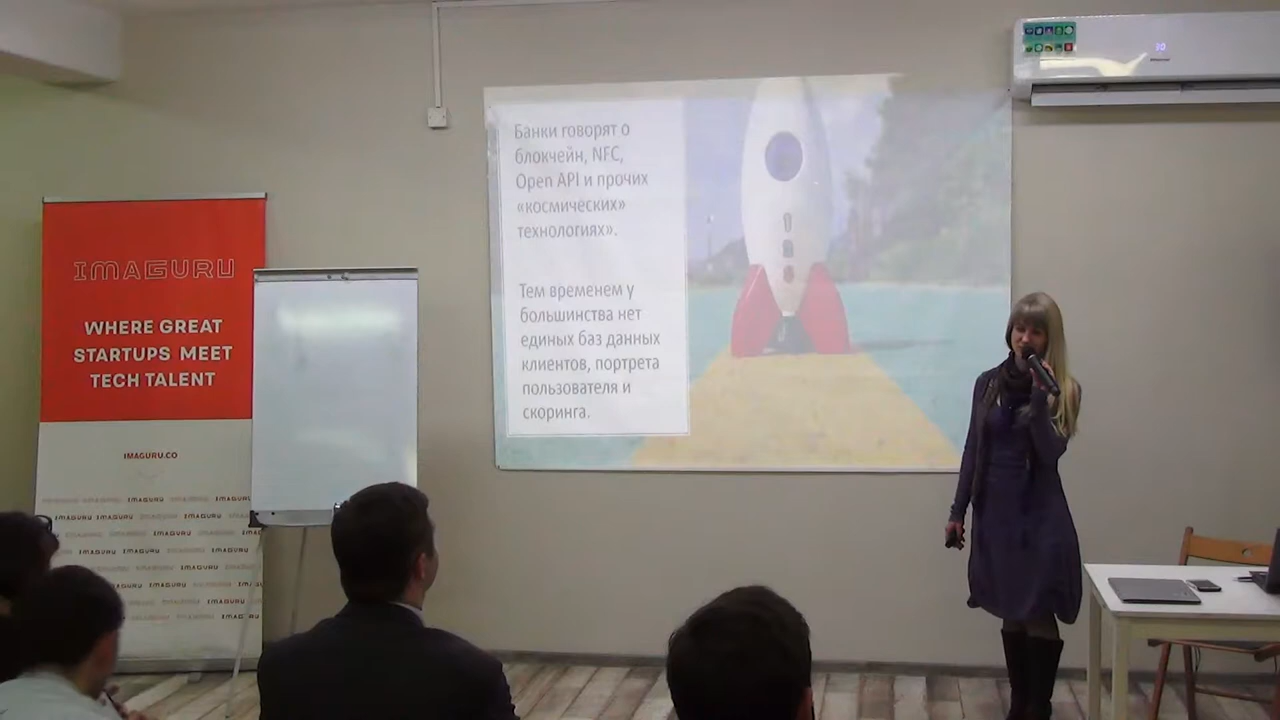 IMAGURU
WHERE GREAT
STARTUPS MEET
TECH TALENT
IMAGURU.CO
Банки говорят о
блокчейн, NFC,
Open API и прочих
«космических»
технологиях».
Тем временем у
большинства нет
единых баз данных
клиентов, портрета
пользователя и
скоринга.